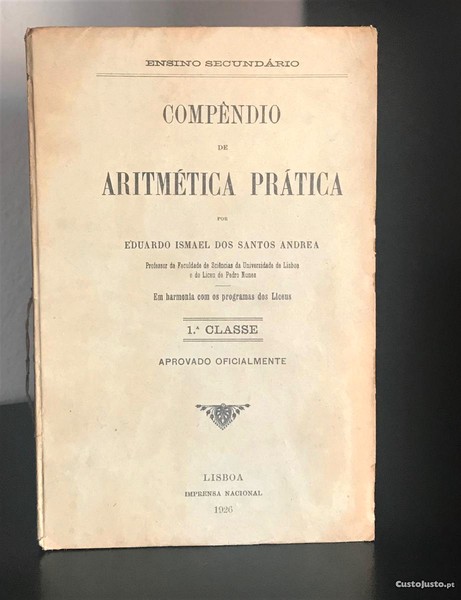 ENSINO SECUNDÁRIO
COMPÊNDIO
DE
ARITMÉTICA PRÁTICA
POR
EDUARDO ISMAEL DOS SANTOS ANDREA
Professor da Faculdade de Sciências da Universidade de Lisboa
e do Liceu de Pedro Nunes
Em harmonia com os programas dos Liceus
1.ª CLASSE
APROVADO OFICIALMENTE
LISBOA
IMPRENSA NACIONAL
1926
CustoJusto.pt